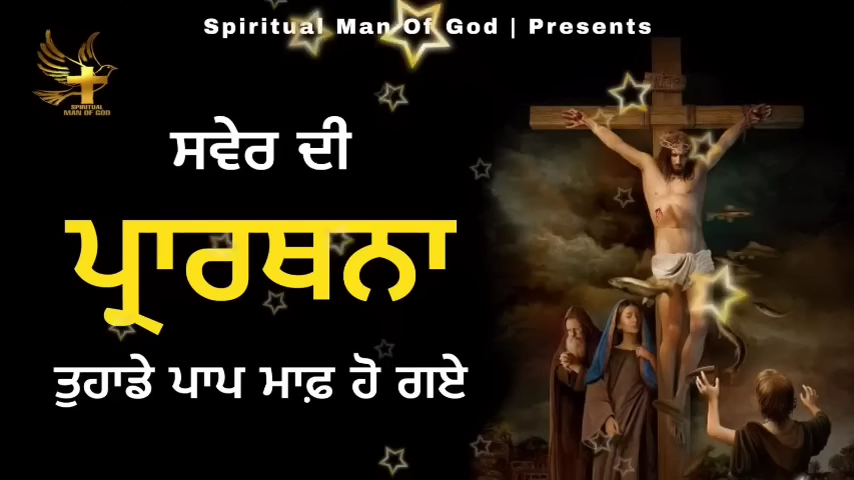 Spiritual Man Of God | Presents
SPIRITUAL
MAN OF GOD
ਸਵੇਰ ਦੀ
ਪ੍ਰਾਰਥਨਾ
ਤੁਹਾਡੇ ਪਾਪ ਮਾਫ਼ ਹੋ ਗਏ